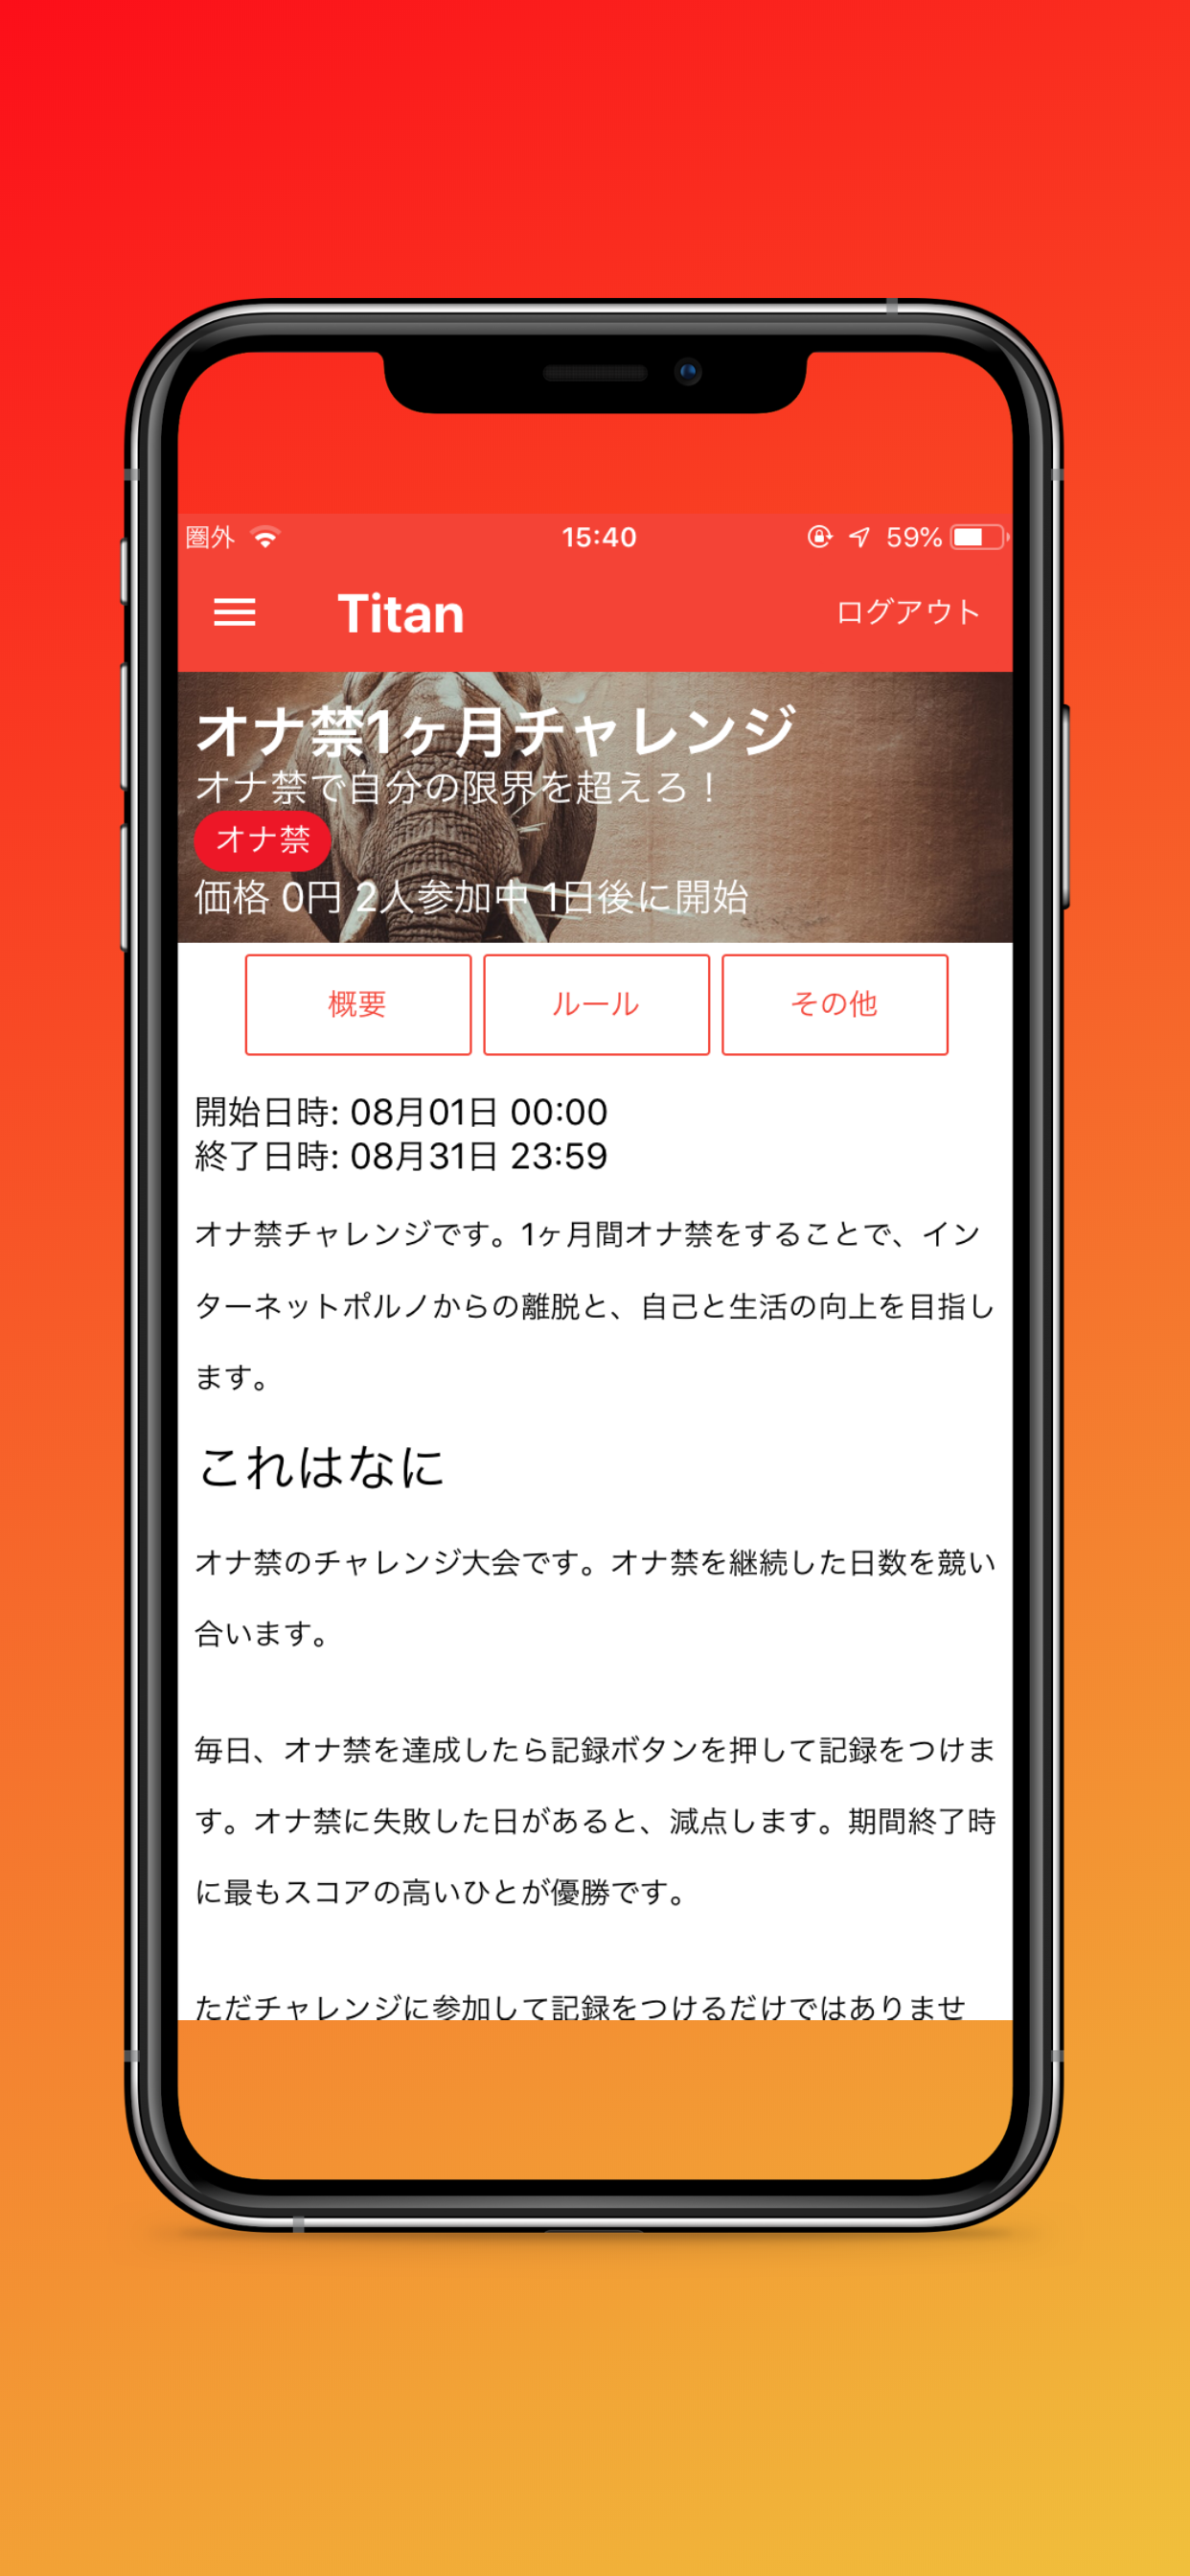 圏外 15:40 59%
Titan ログアウト
オナ禁1ヶ月チャレンジ
オナ禁で自分の限界を超えろ！
オナ禁
価格 0円 2人参加中 1日後に開始
概要 ルール その他
開始日時: 08月01日 00:00
終了日時: 08月31日 23:59
オナ禁チャレンジです。1ヶ月間オナ禁をすることで、イン
ターネットポルノからの離脱と、自己と生活の向上を目指し
ます。
これはなに
オナ禁のチャレンジ大会です。オナ禁を継続した日数を競い
合います。
毎日、オナ禁を達成したら記録ボタンを押して記録をつけま
す。オナ禁に失敗した日があると、減点します。期間終了時
に最もスコアの高いひとが優勝です。
ただチャレンジに参加して記録をつけるだけではありませ